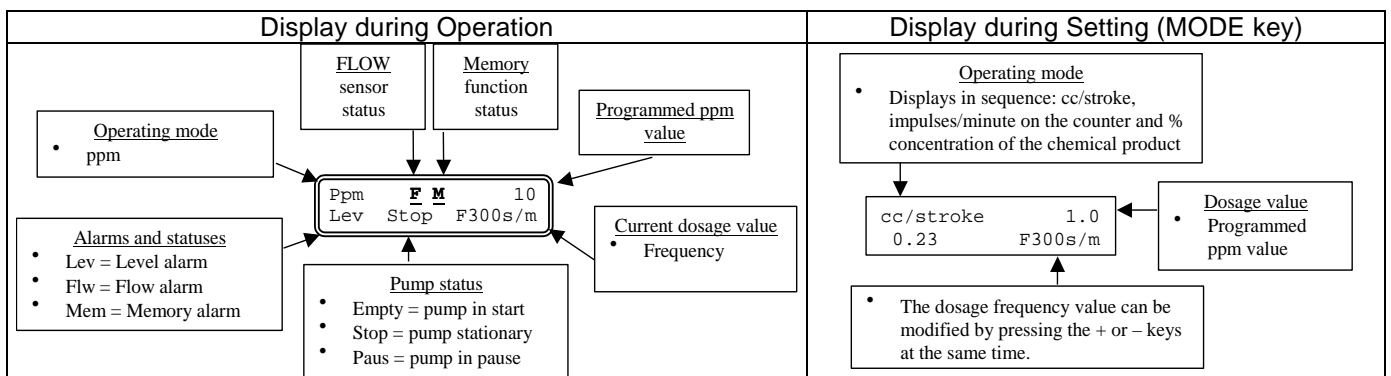 Display during Operation
Display during Setting (MODE key)
FLOW
sensor
status
Memory
function
status
Programmed ppm
value
Operating mode
• ppm
Ppm F M 10
Lev Stop F300s/m
Alarms and statuses
• Lev = Level alarm
• Flw = Flow alarm
• Mem = Memory alarm
Pump status
• Empty = pump in start
• Stop = pump stationary
• Paus = pump in pause
Current dosage value
• Frequency
Operating mode
• Displays in sequence: cc/stroke,
impulses/minute on the counter and %
concentration of the chemical product
cc/stroke 1.0
0.23 F300s/m
Dosage value
• Programmed
ppm value
• The dosage frequency value can be
modified by pressing the + or – keys
at the same time.